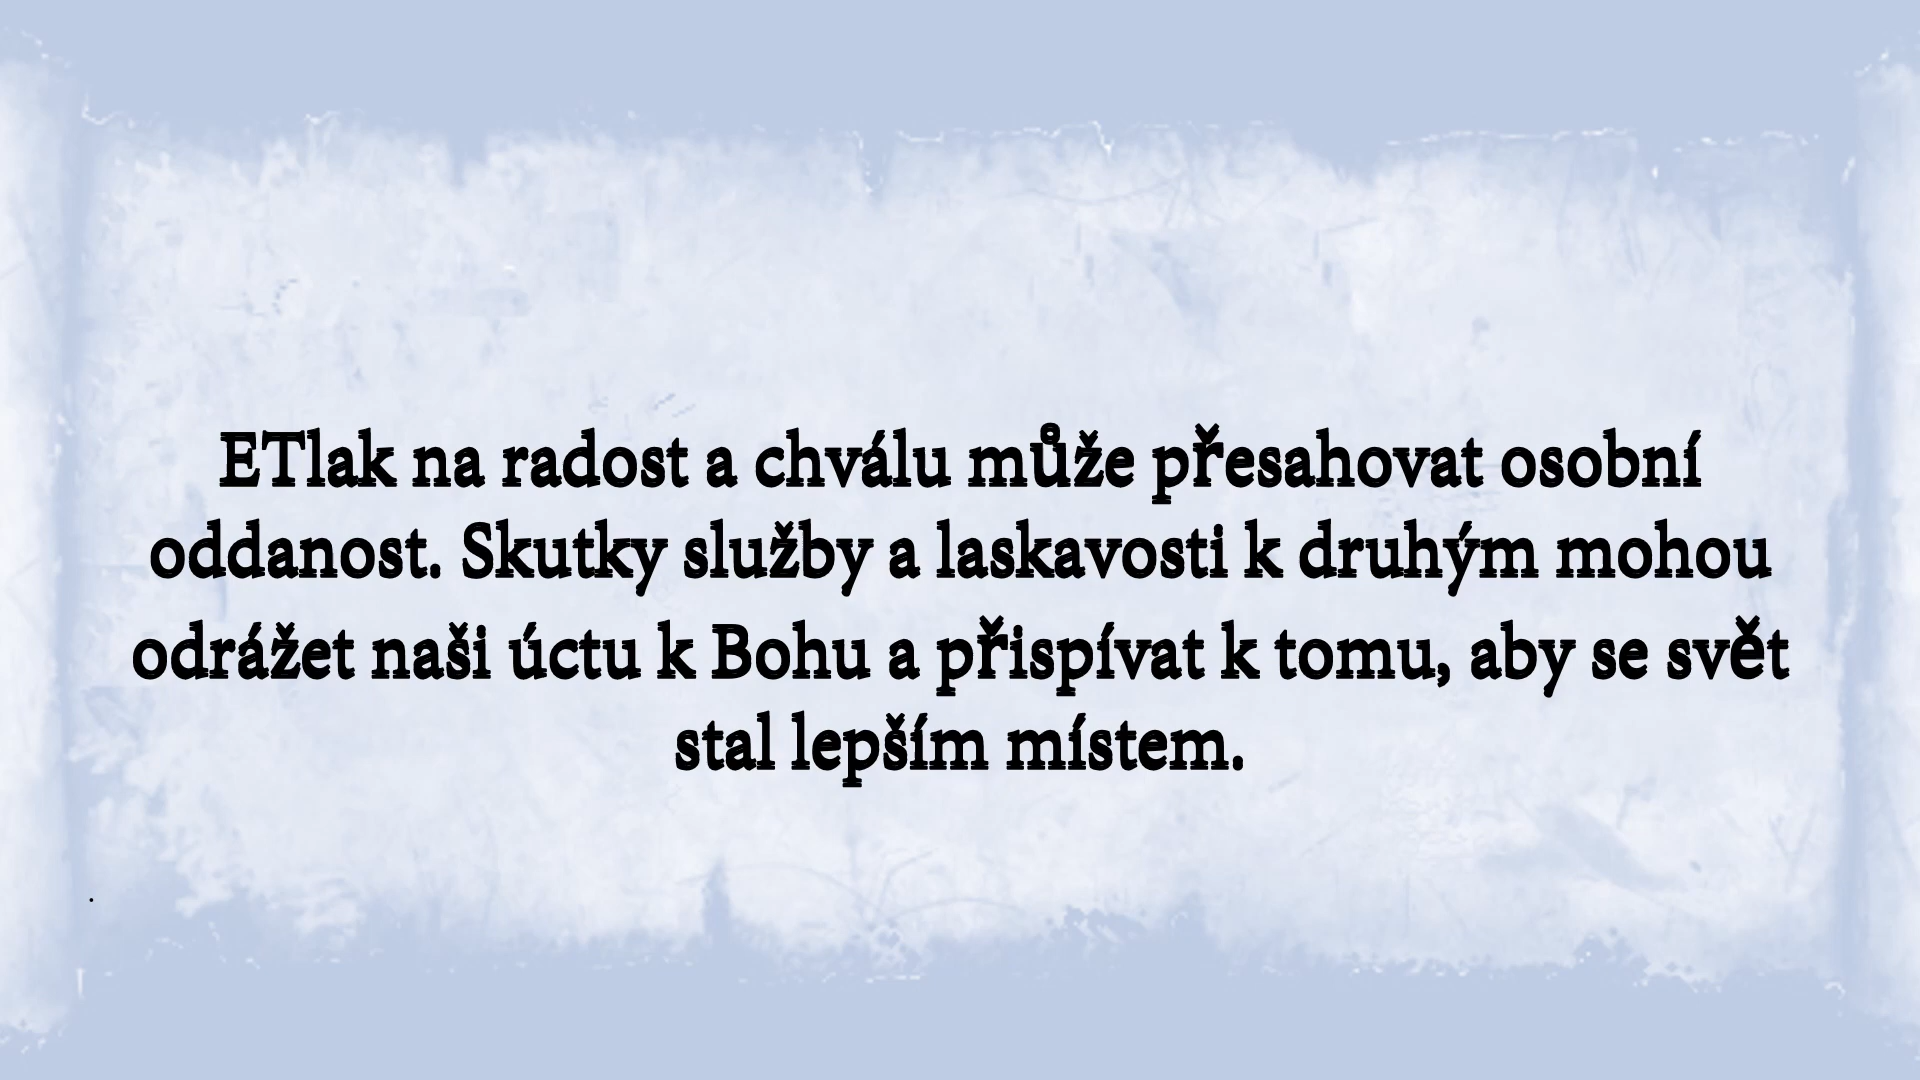 ETlak na radost a chválu může přesahovat osobní
oddanost. Skutky služby a laskavosti k druhým mohou
odrážet naši úctu k Bohu a přispívat k tomu, aby se svět
stal lepším místem.
.